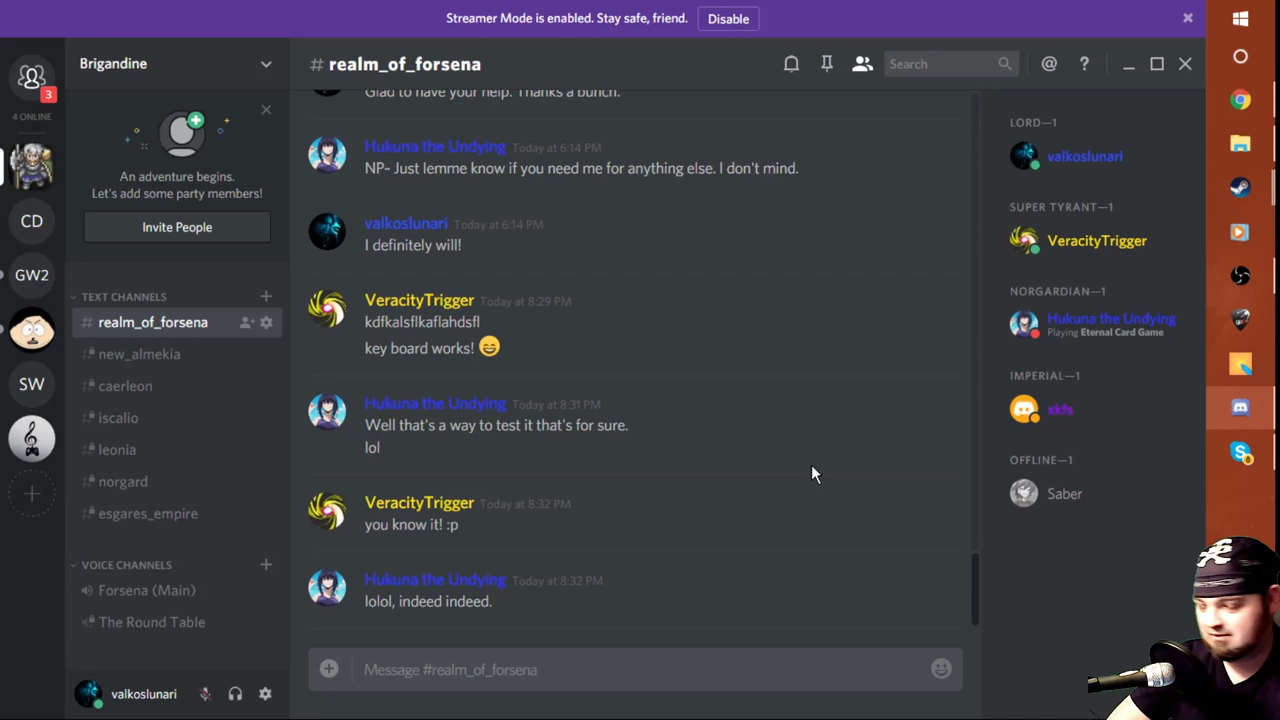 Streamer Mode is enabled. Stay safe, friend.
Disable
3
4 ONLINE
CD
GW2
SW
Brigandine
An adventure begins.
Let's add some party members!
Invite People
TEXT CHANNELS
# realm_of_forsena
new_almekia
caerleon
iscalio
leonia
norgard
esgares_empire
VOICE CHANNELS
Forsena (Main)
The Round Table
valkoslunari
# realm_of_forsena
Search
Glad to have your help. Thanks a bunch.
Hukuna the Undying Today at 6:14 PM
NP~ Just lemme know if you need me for anything else. I don't mind.
valkoslunari Today at 6:14 PM
I definitely will!
VeracityTrigger Today at 8:29 PM
kdfkalsflkaflahdsfl
key board works!
Hukuna the Undying Today at 8:31 PM
Well that's a way to test it that's for sure.
lol
VeracityTrigger Today at 8:32 PM
you know it! :p
Hukuna the Undying Today at 8:32 PM
lolol, indeed indeed.
Message #realm_of_forsena
LORD—1
valkoslunari
SUPER TYRANT—1
VeracityTrigger
NORGARDIAN—1
Hukuna the Undying
Playing Eternal Card Game
IMPERIAL—1
xkfs
OFFLINE—1
Saber